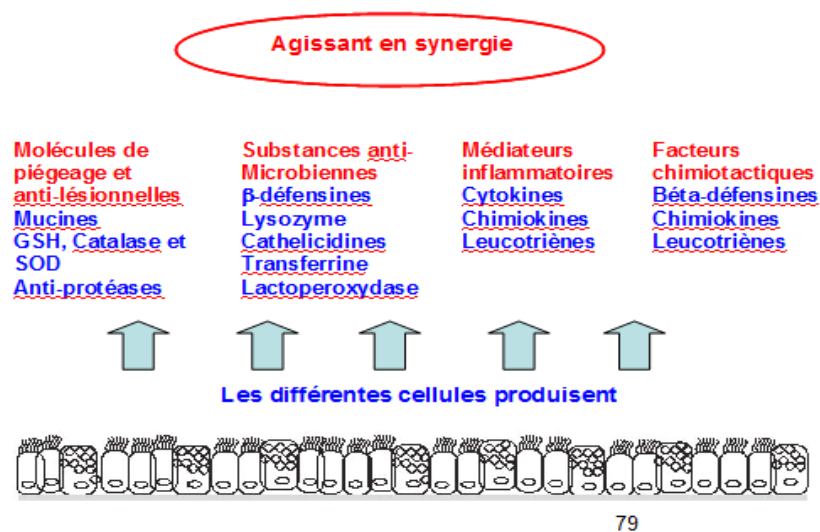 Agissant en synergie
Molécules de
piégeage et
anti-lésionnelles
Mucines
GSH, Catalase et
SOD
Anti-protéases
Substances anti-
Microbiennes
β-défensines
Lysozyme
Cathelicidines
Transferrine
Lactoperoxydase
Médiateurs
inflammatoires
Cytokines
Chimiokines
Leucotriènes
Facteurs
chimiotactiques
Béta-défensines
Chimiokines
Leucotriènes
Les différentes cellules produisent
79